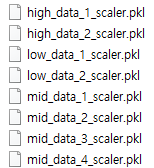 high_data_1_scaler.pkl
high_data_2_scaler.pkl
low_data_1_scaler.pkl
low_data_2_scaler.pkl
mid_data_1_scaler.pkl
mid_data_2_scaler.pkl
mid_data_3_scaler.pkl
mid_data_4_scaler.pkl